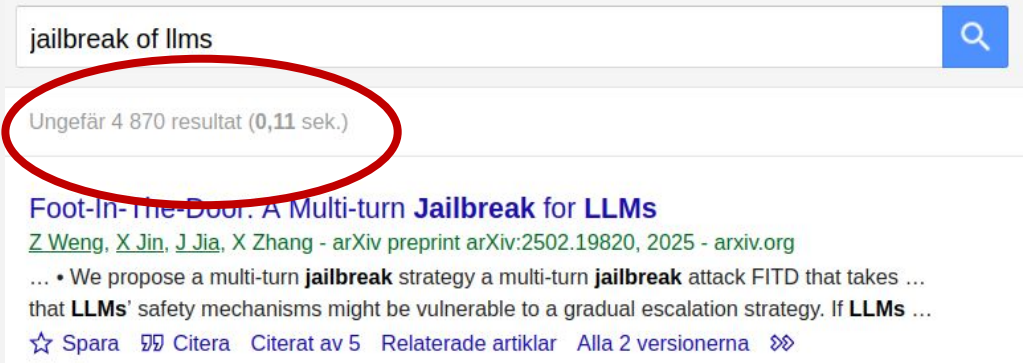 jailbreak of llms
Ungefär 4 870 resultat (0,11 sek.)
Foot-In-The-Door: A Multi-turn Jailbreak for LLMs
Z Weng, X Jin, J Jia, X Zhang - arXiv preprint arXiv:2502.19820, 2025 - arxiv.org
… • We propose a multi-turn jailbreak strategy a multi-turn jailbreak attack FITD that takes …
that LLMs' safety mechanisms might be vulnerable to a gradual escalation strategy. If LLMs …
Spara Citera Citerat av 5 Relaterade artiklar Alla 2 versionerna